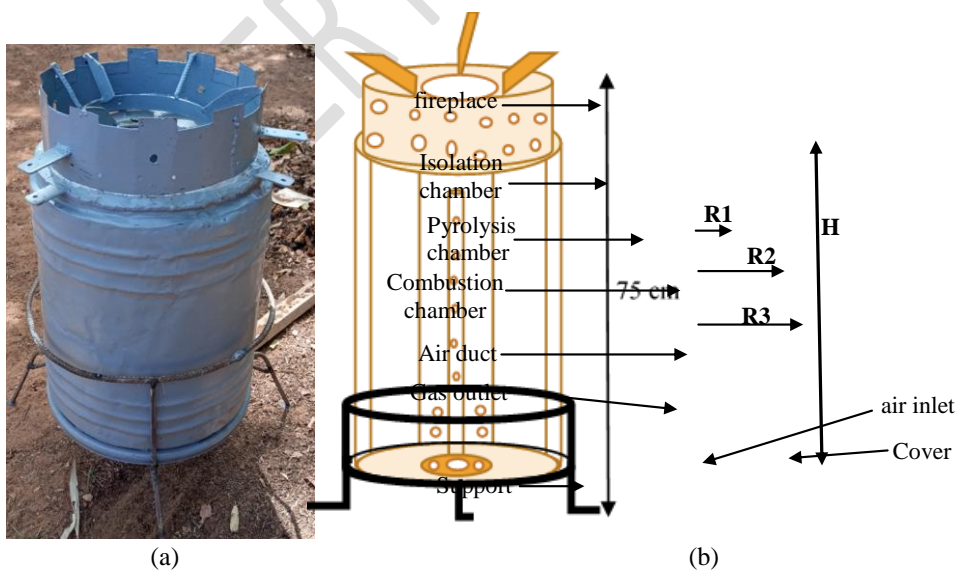 fireplace
Isolation
chamber
R1
Pyrolysis
chamber
H
R2
Combustion
chamber
75 cm
R3
Air duct
Gas outlet
air inlet
Cover
Support
(a)
(b)